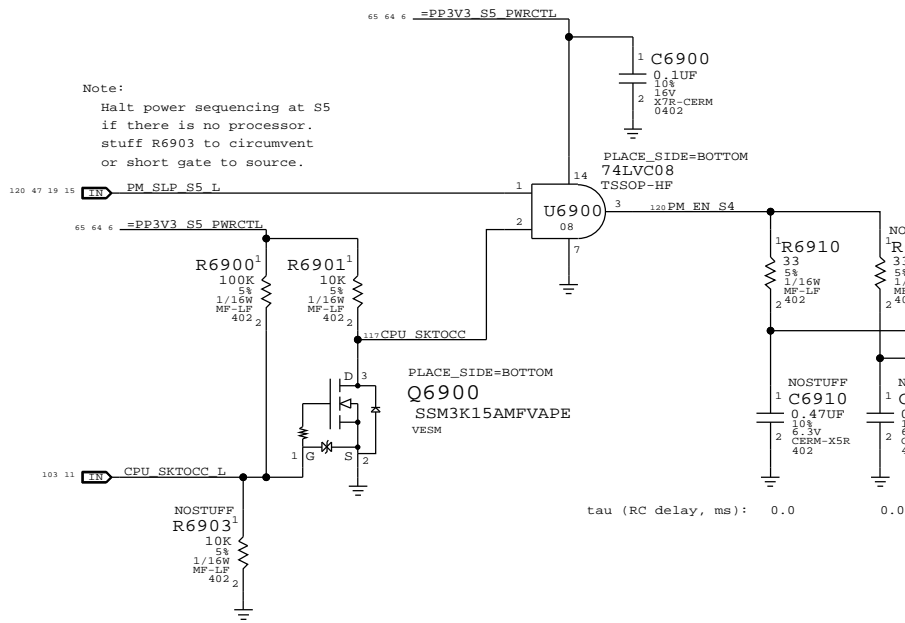 65 64 6 =PP3V3_S5_PWRCTL
1 C6900
0.1UF
10%
16V
2 X7R-CERM
0402
Note:
Halt power sequencing at S5
if there is no processor.
stuff R6903 to circumvent
or short gate to source.
PLACE_SIDE=BOTTOM
14 74LVC08
TSSOP-HF
120 47 19 15 IN PM_SLP_S5_L 1
U6900
08
2
3 120 PM_EN_S4
7
65 64 6 =PP3V3_S5_PWRCTL
R6900 1
100K
5%
1/16W
MF-LF
402 2
R6901 1
10K
5%
1/16W
MF-LF
402 2
1 R6910
33
5%
1/16W
MF-LF
2 402
NO
1 R
5%
1/
2
117 CPU_SKTOCC
D 3
PLACE_SIDE=BOTTOM
Q6900
SSM3K15AMFVAPE
VESM
1 G S 2
103 11 IN CPU_SKTOCC_L
NOSTUFF
R6903 1
10K
5%
1/16W
MF-LF
402 2
NOSTUFF
1 C6910
0.47UF
10%
2 6.3V
CERM-X5R
402
1
2
tau (RC delay, ms): 0.0 0.0